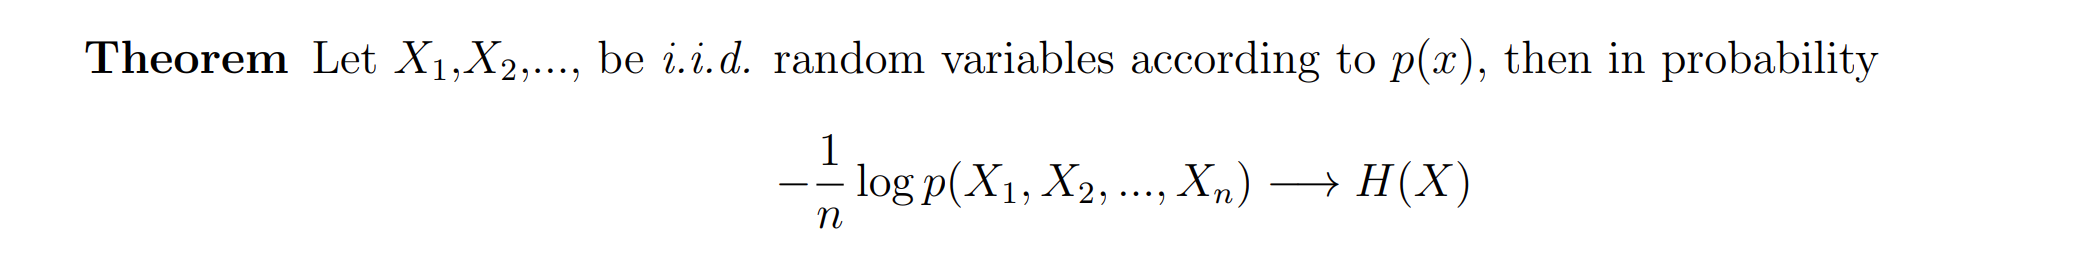 Theorem Let X₁,X₂,..., be i.i.d. random variables according to p(x), then in probability
−1/n log p(X₁, X₂, ..., Xₙ) ⟶ H(X)